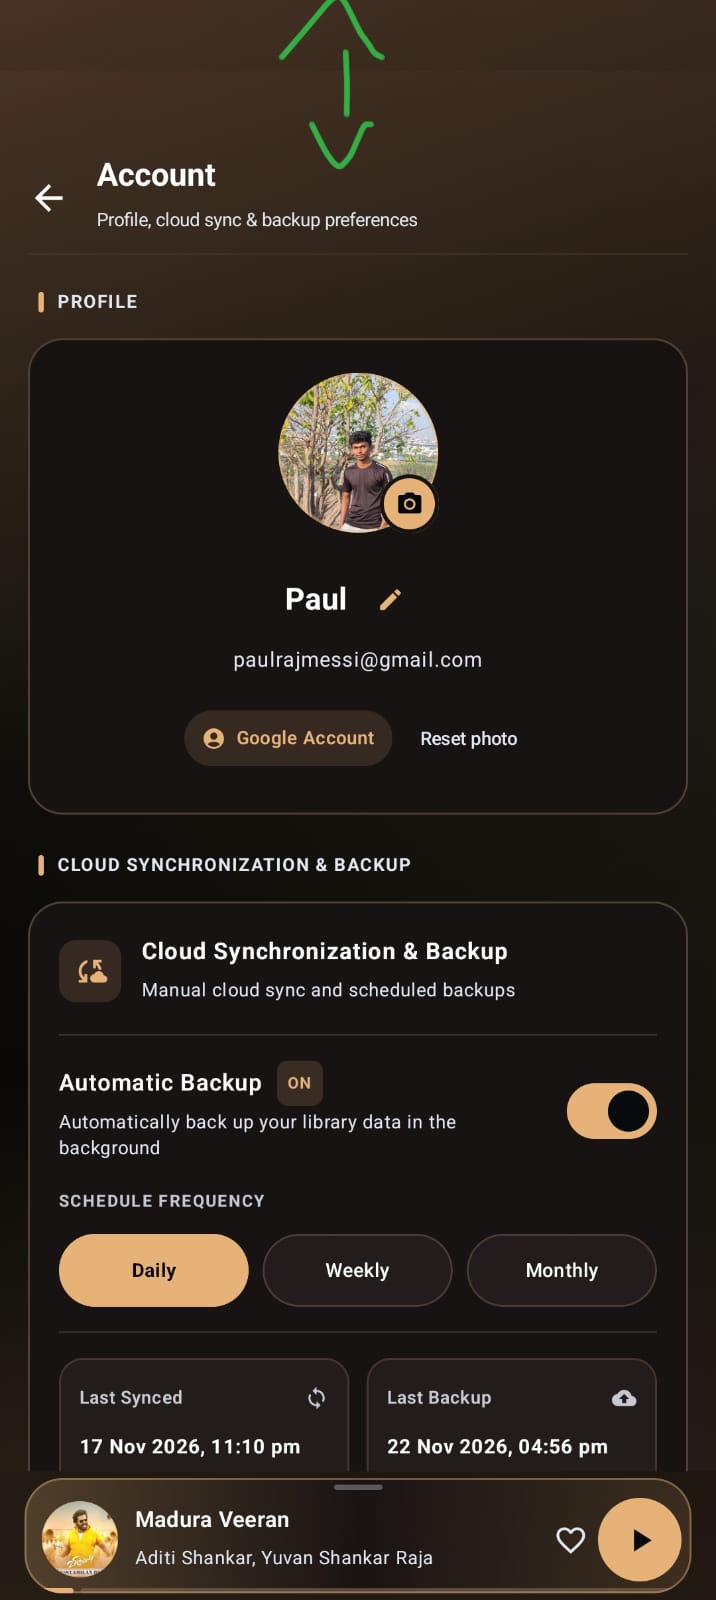 Account
Profile, cloud sync & backup preferences
PROFILE
Paul
paulrajmessi@gmail.com
Google Account
Reset photo
CLOUD SYNCHRONIZATION & BACKUP
Cloud Synchronization & Backup
Manual cloud sync and scheduled backups
Automatic Backup ON
Automatically back up your library data in the
background
SCHEDULE FREQUENCY
Daily
Weekly
Monthly
Last Synced
17 Nov 2026, 11:10 pm
Last Backup
22 Nov 2026, 04:56 pm
Madura Veeran
Aditi Shankar, Yuvan Shankar Raja